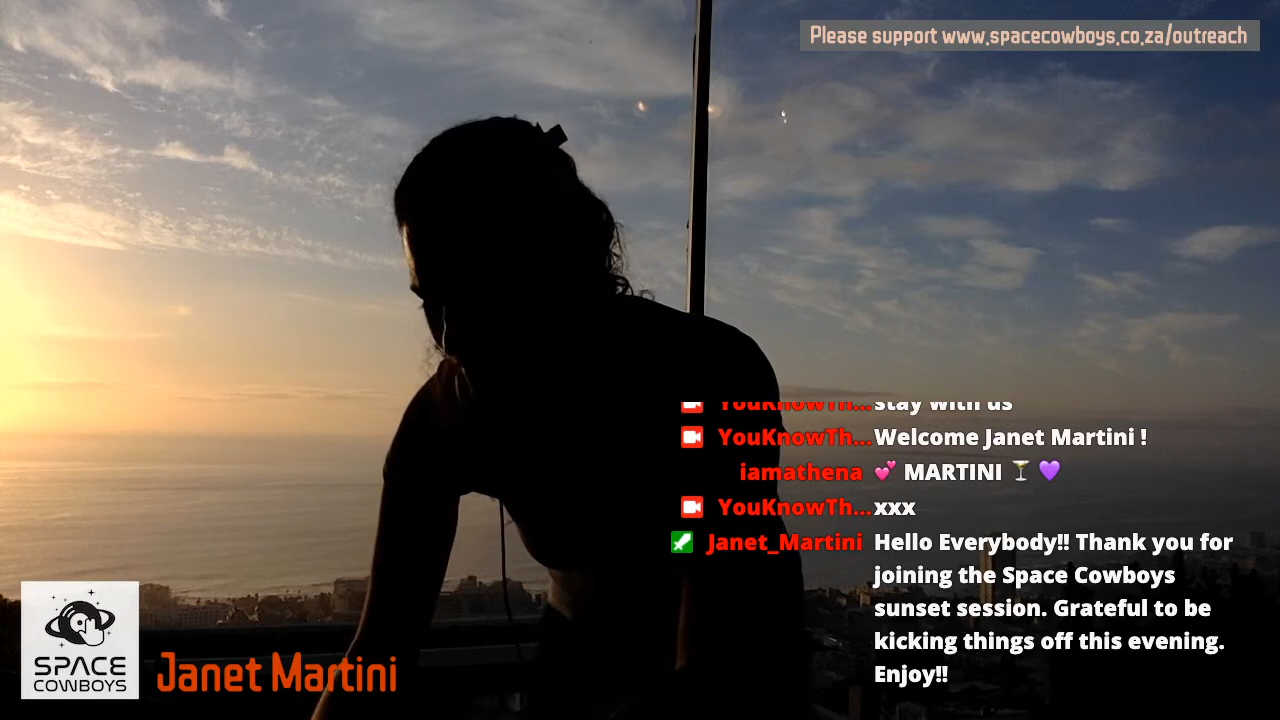 Please support www.spacecowboys.co.za/outreach
YouKnowTh... stay with us
YouKnowTh... Welcome Janet Martini !
iamathena 💕 MARTINI 🍸 💜
YouKnowTh... xxx
Janet_Martini Hello Everybody!! Thank you for
joining the Space Cowboys
sunset session. Grateful to be
kicking things off this evening.
Enjoy!!
SPACE
COWBOYS
Janet Martini